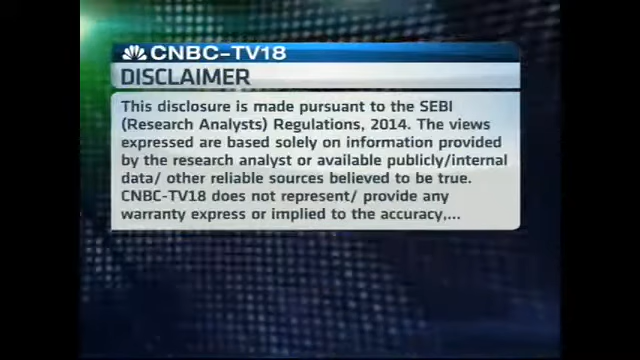 CNBC-TV18
DISCLAIMER
This disclosure is made pursuant to the SEBI
(Research Analysts) Regulations, 2014. The views
expressed are based solely on information provided
by the research analyst or available publicly/internal
data/ other reliable sources believed to be true.
CNBC-TV18 does not represent/ provide any
warranty express or implied to the accuracy,...